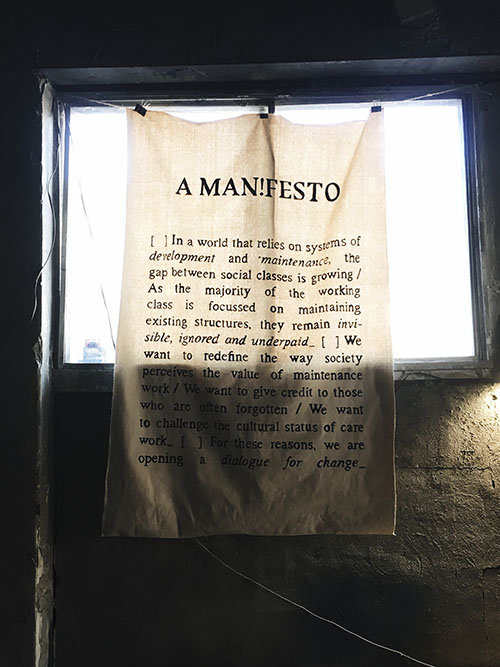 A MAN!FESTO
[ ] In a world that relies on systems of
development and maintenance, the
gap between social classes is growing /
As the majority of the working
class is focussed on maintaining
existing structures, they remain invi-
sible, ignored and underpaid_ [ ] We
want to redefine the way society
perceives the value of maintenance
work / We want to give credit to those
who are often forgotten / We want
to challenge the cultural status of care
work_ [ ] For these reasons, we are
opening a dialogue for change_